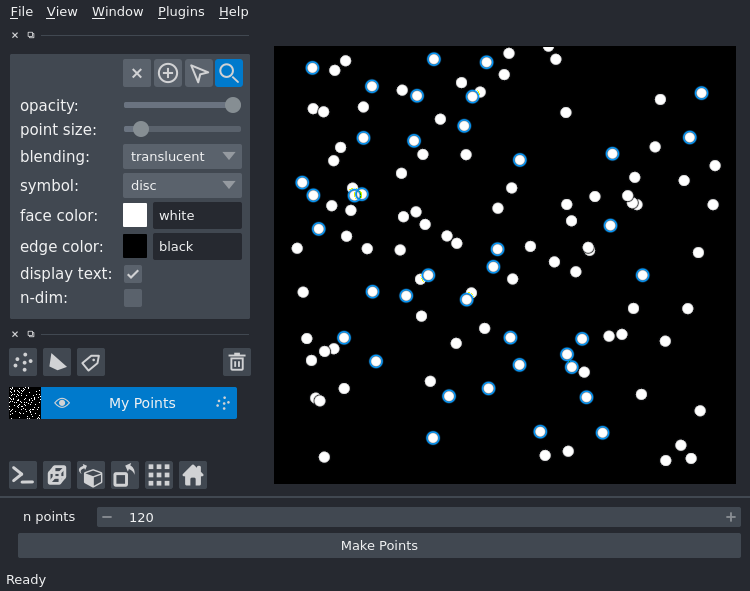 File View Window Plugins Help
opacity:
point size:
blending: translucent
symbol: disc
face color: white
edge color: black
display text:
n-dim:
My Points
n points 120
Make Points
Ready